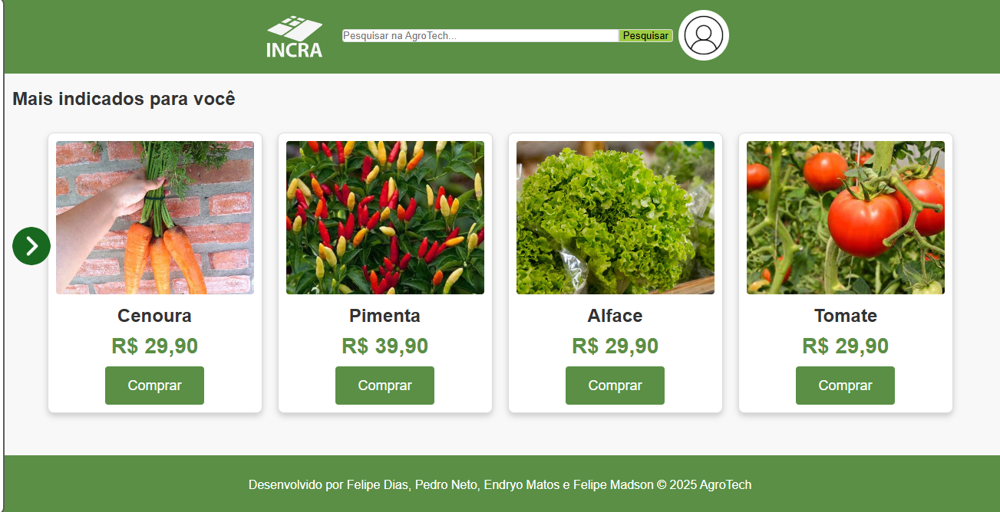 INCRA
Pesquisar na AgroTech...
Pesquisar
Mais indicados para você
Cenoura
R$ 29,90
Comprar
Pimenta
R$ 39,90
Comprar
Alface
R$ 29,90
Comprar
Tomate
R$ 29,90
Comprar
Desenvolvido por Felipe Dias, Pedro Neto, Endryo Matos e Felipe Madson © 2025 AgroTech